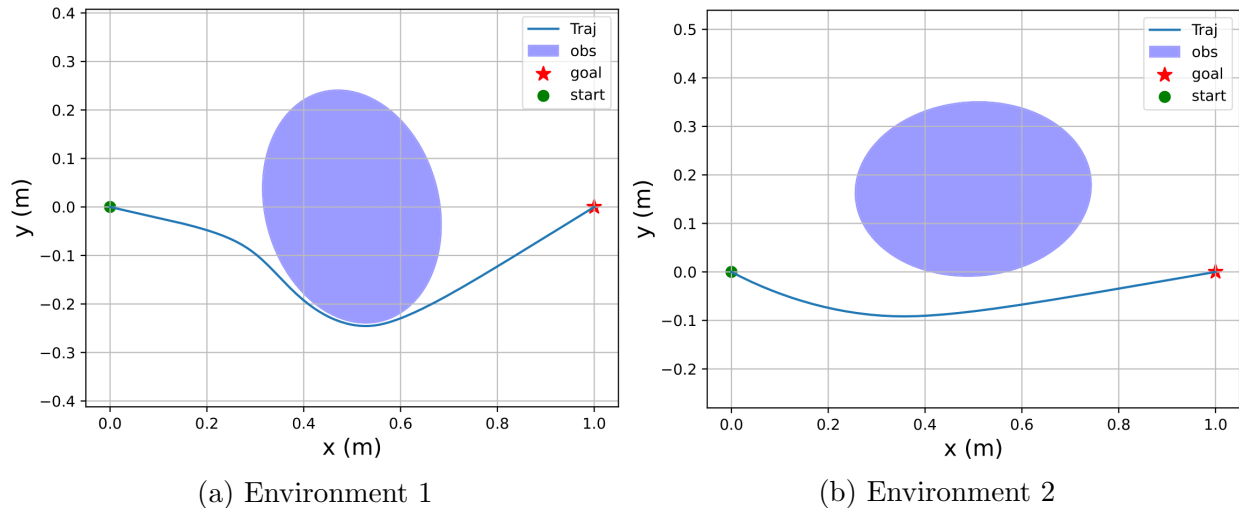 0.4
0.3
0.2
0.1
0.0
−0.1
−0.2
−0.3
−0.4
y (m)
0.0 0.2 0.4 0.6 0.8 1.0
x (m)
Traj
obs
goal
start
(a) Environment 1
0.5
0.4
0.3
0.2
0.1
0.0
−0.1
−0.2
y (m)
0.0 0.2 0.4 0.6 0.8 1.0
x (m)
Traj
obs
goal
start
(b) Environment 2